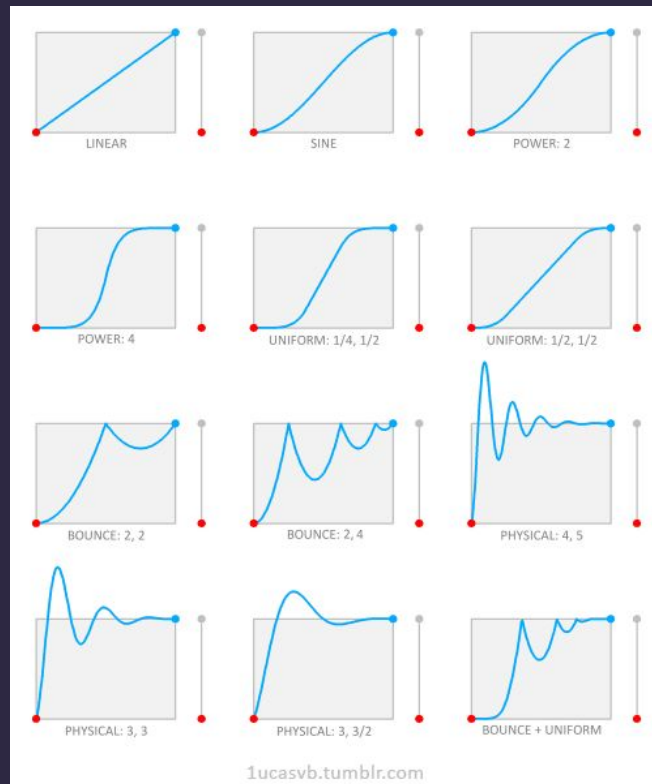 LINEAR
SINE
POWER: 2
POWER: 4
UNIFORM: 1/4, 1/2
UNIFORM: 1/2, 1/2
BOUNCE: 2, 2
BOUNCE: 2, 4
PHYSICAL: 4, 5
PHYSICAL: 3, 3
PHYSICAL: 3, 3/2
BOUNCE + UNIFORM
1ucasvb.tumblr.com